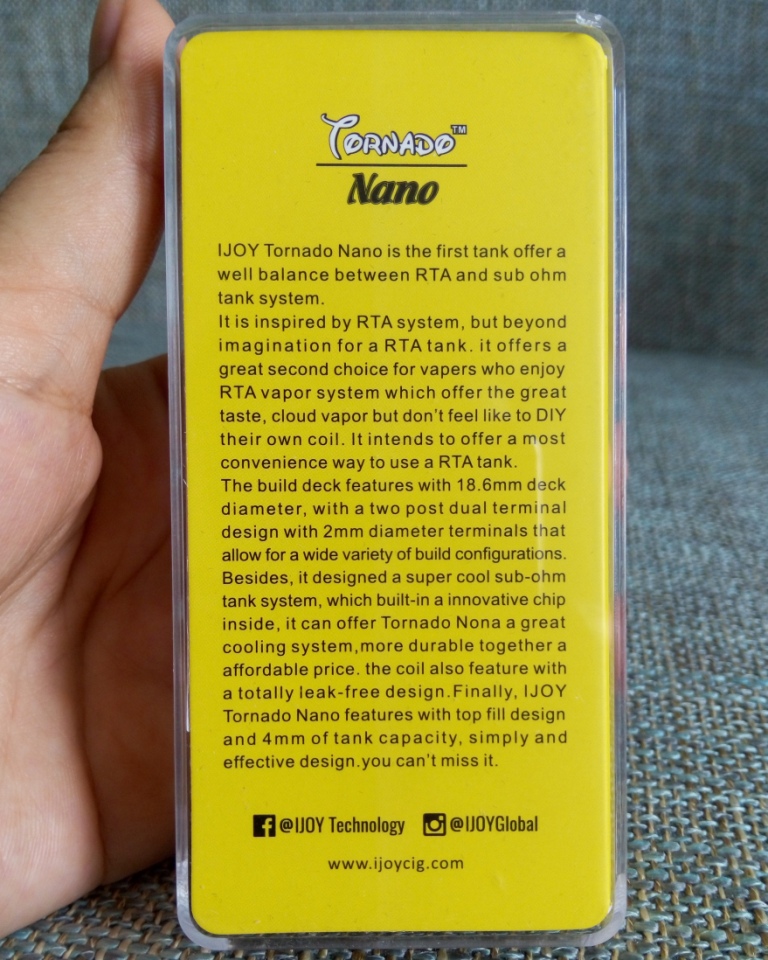 TORNADO™
Nano
IJOY Tornado Nano is the first tank offer a
well balance between RTA and sub ohm
tank system.
It is inspired by RTA system, but beyond
imagination for a RTA tank. it offers a
great second choice for vapers who enjoy
RTA vapor system which offer the great
taste, cloud vapor but don't feel like to DIY
their own coil. It intends to offer a most
convenience way to use a RTA tank.
The build deck features with 18.6mm deck
diameter, with a two post dual terminal
design with 2mm diameter terminals that
allow for a wide variety of build configurations.
Besides, it designed a super cool sub-ohm
tank system, which built-in a innovative chip
inside, it can offer Tornado Nona a great
cooling system,more durable together a
affordable price. the coil also feature with
a totally leak-free design.Finally, IJOY
Tornado Nano features with top fill design
and 4mm of tank capacity, simply and
effective design.you can't miss it.
@IJOY Technology @IJOYGlobal
www.ijoycig.com